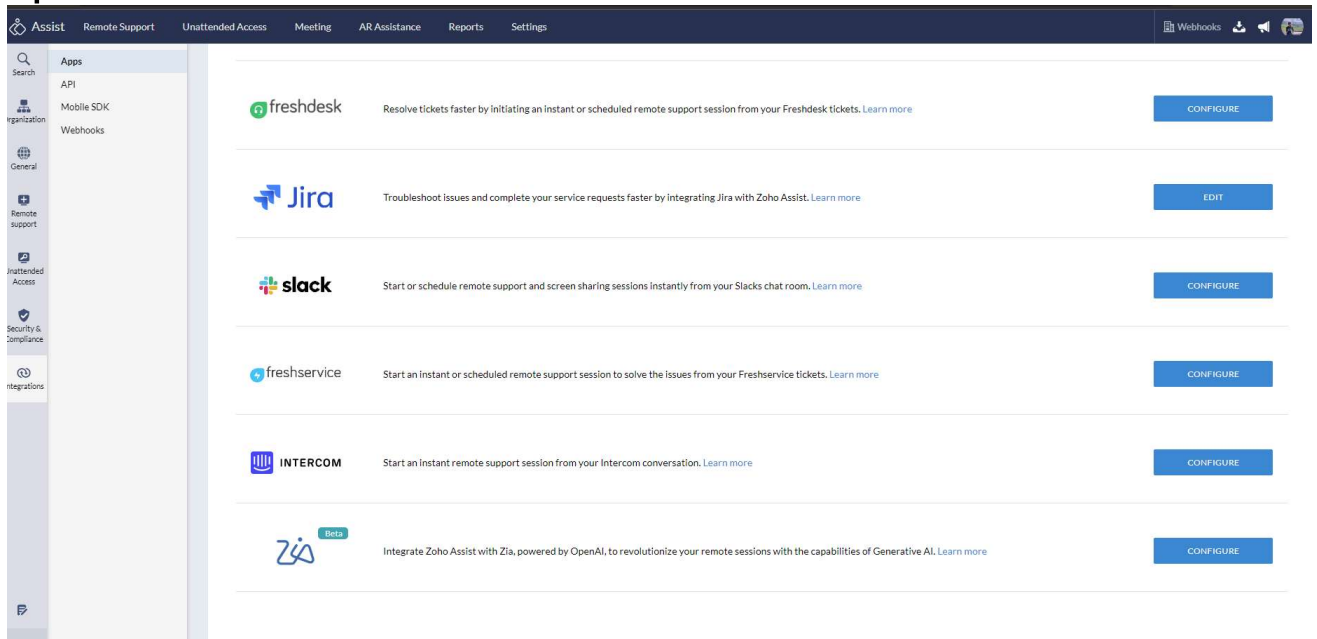 Assist Remote Support Unattended Access Meeting AR Assistance Reports Settings Webhooks
Search
rganization
General
Remote
support
Jnattended
Access
Security &
Compliance
ntegrations
Apps
API
Mobile SDK
Webhooks
freshdesk Resolve tickets faster by initiating an instant or scheduled remote support session from your Freshdesk tickets. Learn more CONFIGURE
Jira Troubleshoot issues and complete your service requests faster by integrating Jira with Zoho Assist. Learn more EDIT
slack Start or schedule remote support and screen sharing sessions instantly from your Slacks chat room. Learn more CONFIGURE
freshservice Start an instant or scheduled remote support session to solve the issues from your Freshservice tickets. Learn more CONFIGURE
INTERCOM Start an instant remote support session from your Intercom conversation. Learn more CONFIGURE
Beta
Zia Integrate Zoho Assist with Zia, powered by OpenAI, to revolutionize your remote sessions with the capabilities of Generative AI. Learn more CONFIGURE